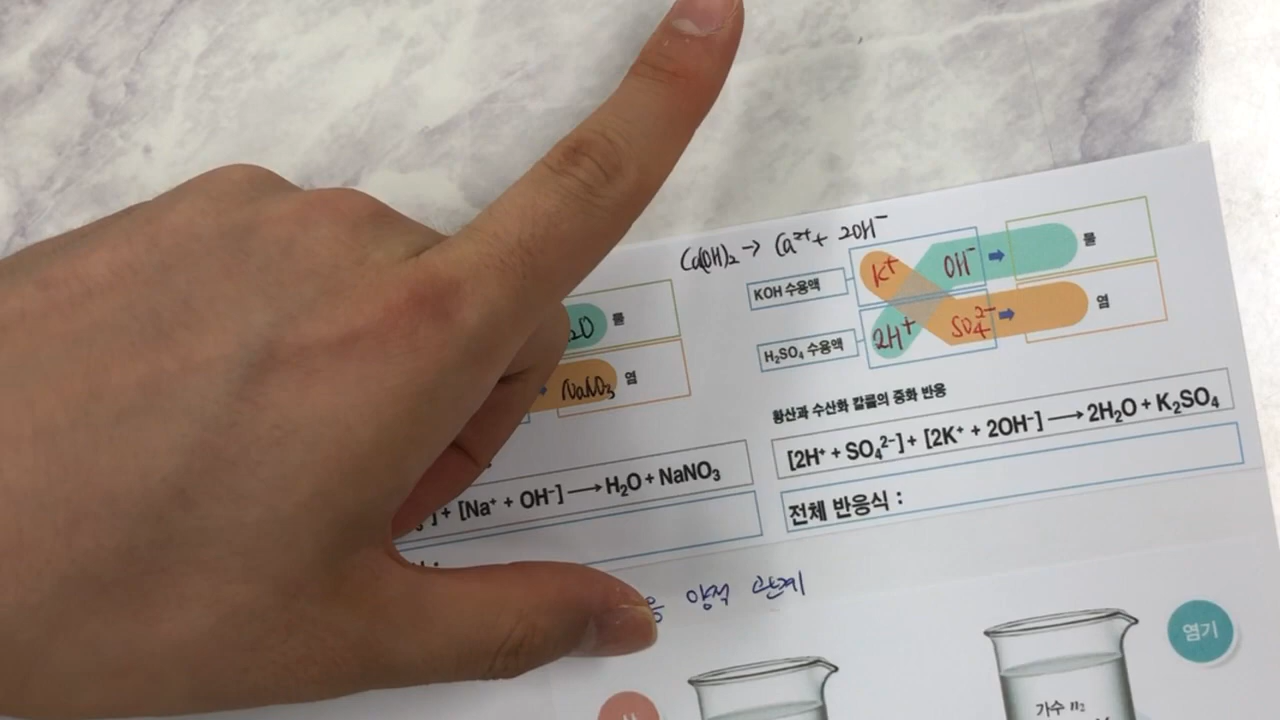 Ca(OH)₂ → Ca²⁺ + 2OH⁻
KOH 수용액
K⁺ OH⁻
물
H₂SO₄ 수용액
2H⁺ SO₄²⁻
염
물
NaNO₃ 염
황산과 수산화 칼륨의 중화 반응
[2H⁺ + SO₄²⁻] + [2K⁺ + 2OH⁻] ⟶ 2H₂O + K₂SO₄
전체 반응식 :
] + [Na⁺ + OH⁻] ⟶ H₂O + NaNO₃
양적 관계
염기
가수 n₂